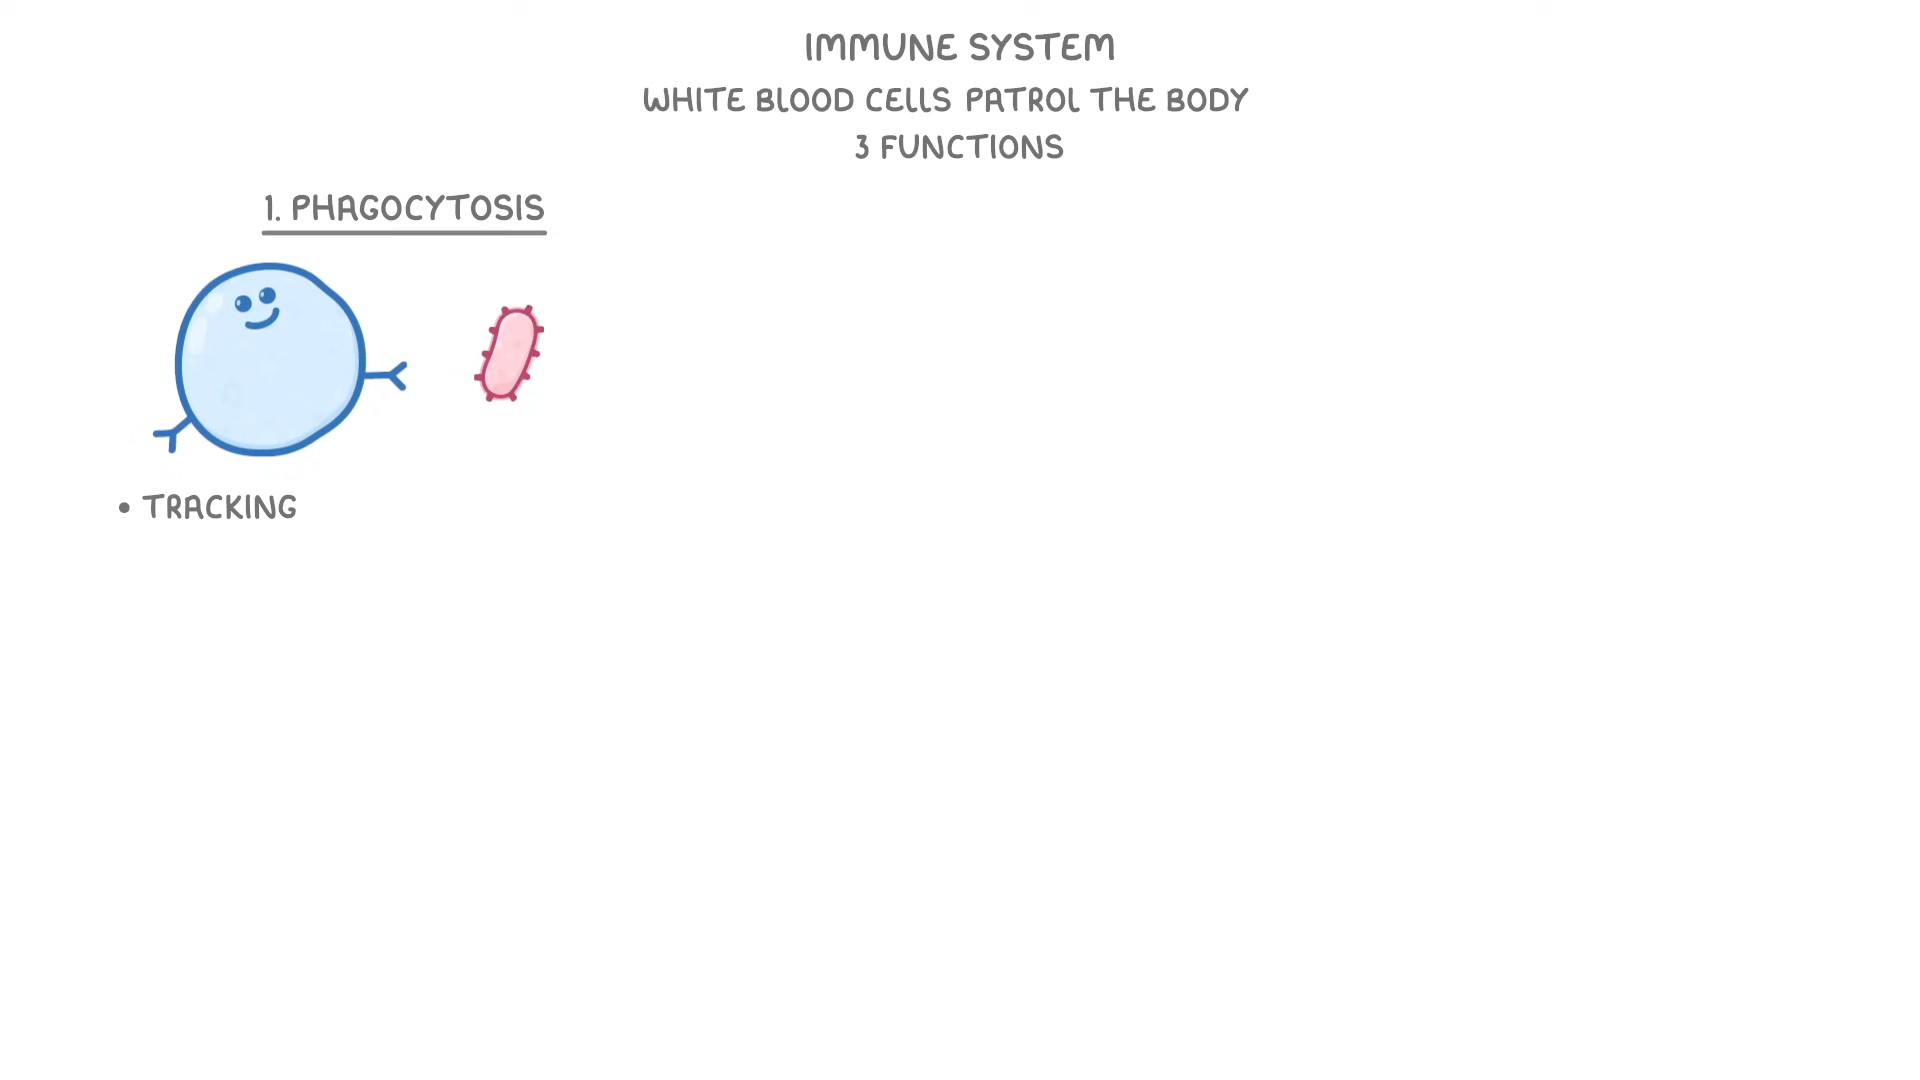 IMMUNE SYSTEM
WHITE BLOOD CELLS PATROL THE BODY
3 FUNCTIONS
1. PHAGOCYTOSIS
• TRACKING